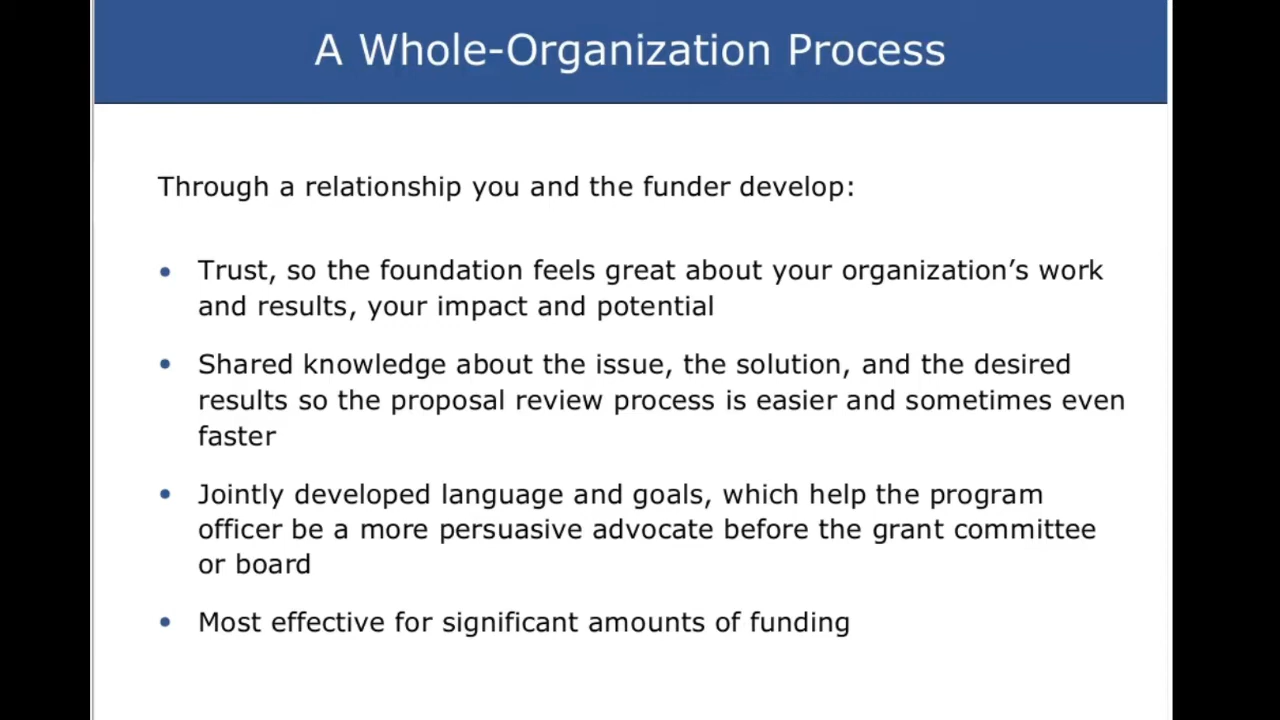 A Whole-Organization Process
Through a relationship you and the funder develop:
• Trust, so the foundation feels great about your organization’s work
and results, your impact and potential
• Shared knowledge about the issue, the solution, and the desired
results so the proposal review process is easier and sometimes even
faster
• Jointly developed language and goals, which help the program
officer be a more persuasive advocate before the grant committee
or board
• Most effective for significant amounts of funding